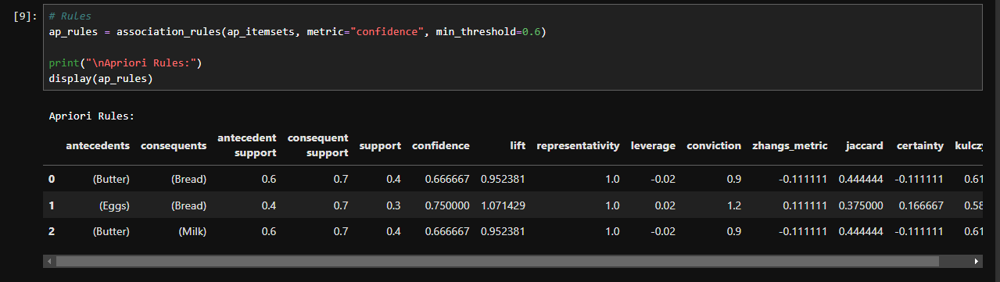 [9]: # Rules
ap_rules = association_rules(ap_itemsets, metric="confidence", min_threshold=0.6)
print("\nApriori Rules:")
display(ap_rules)
Apriori Rules:
antecedents consequents antecedent support consequent support support confidence lift representativity leverage conviction zhangs_metric jaccard certainty kulcz
0 (Butter) (Bread) 0.6 0.7 0.4 0.666667 0.952381 1.0 -0.02 0.9 -0.111111 0.444444 -0.111111 0.61
1 (Eggs) (Bread) 0.4 0.7 0.3 0.750000 1.071429 1.0 0.02 1.2 0.111111 0.375000 0.166667 0.58
2 (Butter) (Milk) 0.6 0.7 0.4 0.666667 0.952381 1.0 -0.02 0.9 -0.111111 0.444444 -0.111111 0.61